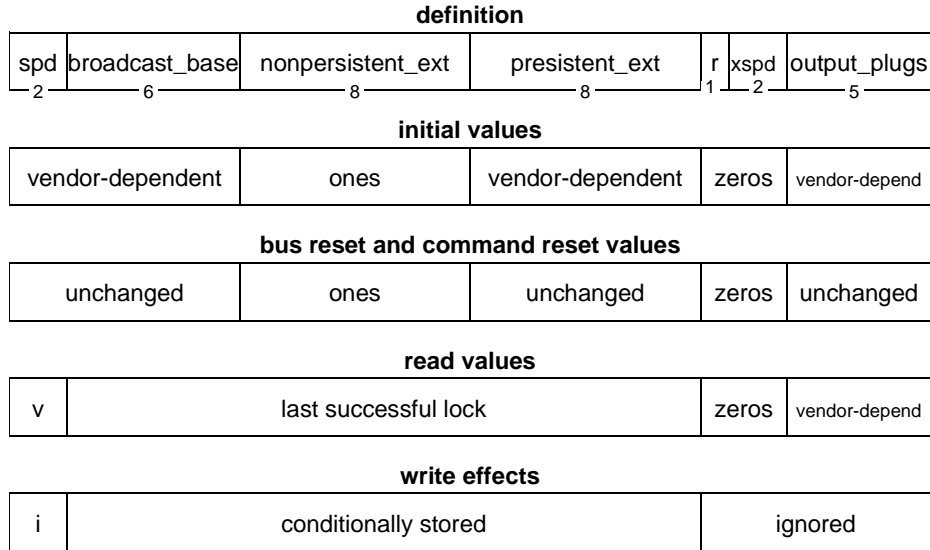 definition
spd broadcast_base nonpersistent_ext presistent_ext r xspd output_plugs
2 6 8 8 1 2 5
initial values
vendor-dependent ones vendor-dependent zeros vendor-depend
bus reset and command reset values
unchanged ones unchanged zeros unchanged
read values
v last successful lock zeros vendor-depend
write effects
i conditionally stored ignored